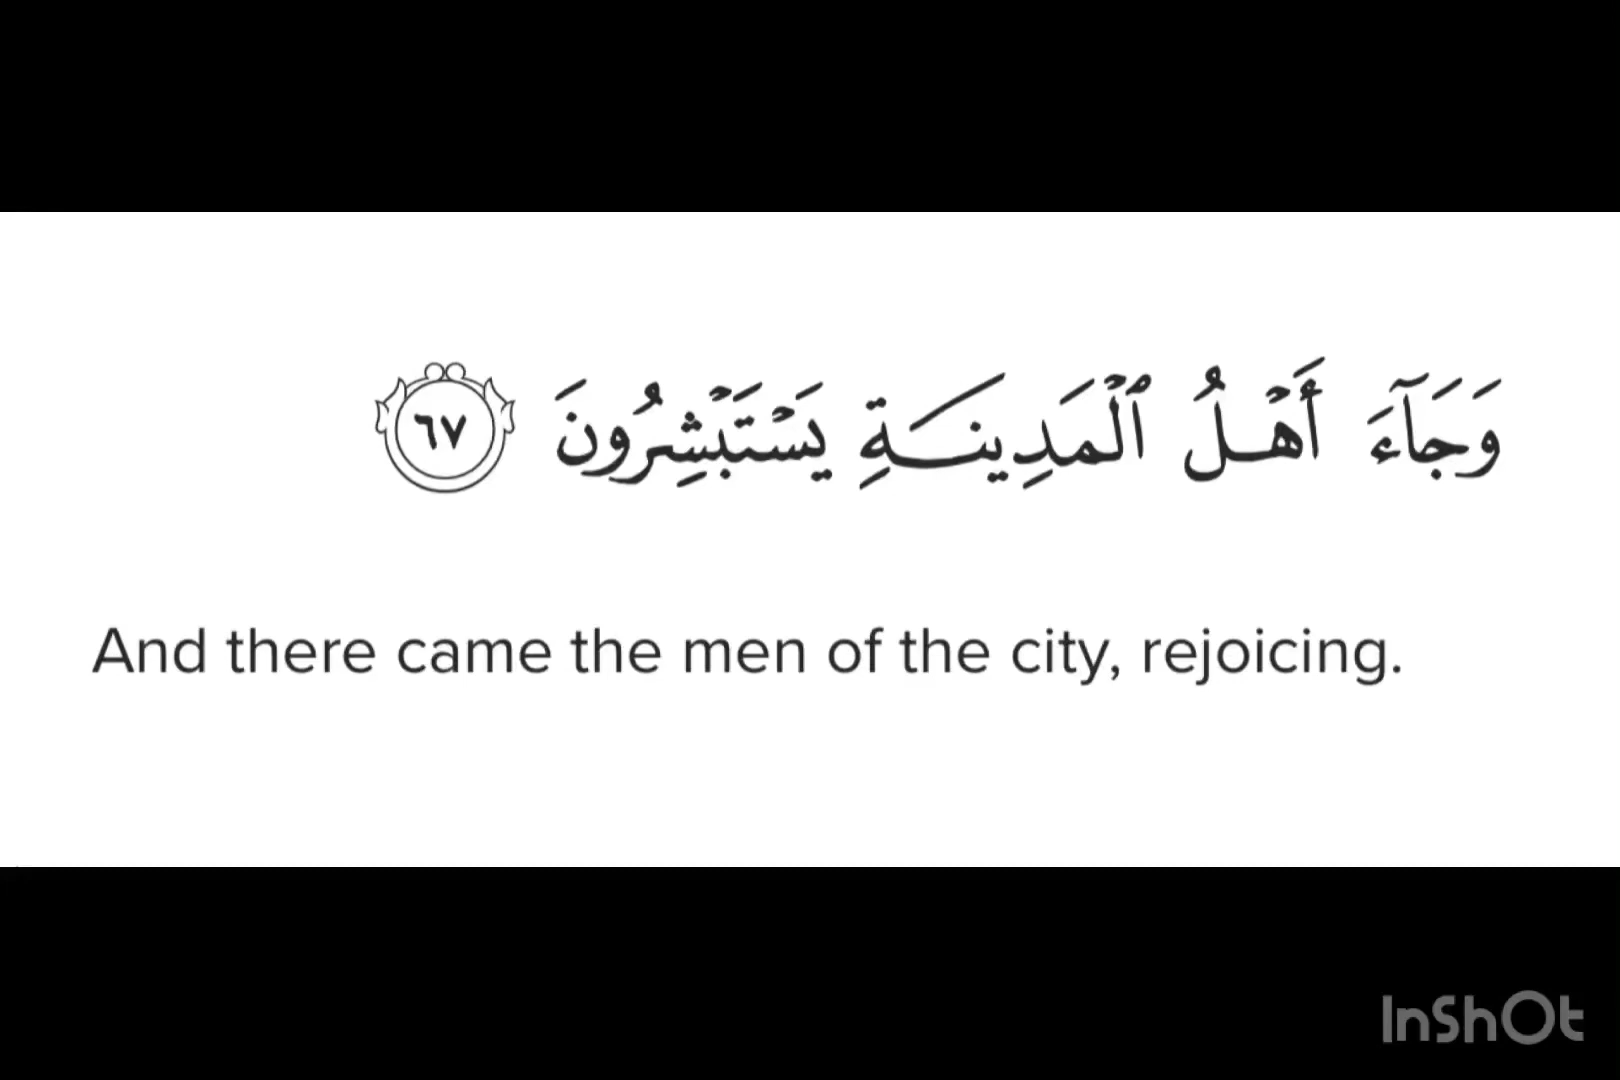 وَجَآءَ أَهۡلُ ٱلۡمَدِينَةِ يَسۡتَبۡشِرُونَ ٦٧
And there came the men of the city, rejoicing.
InShOt